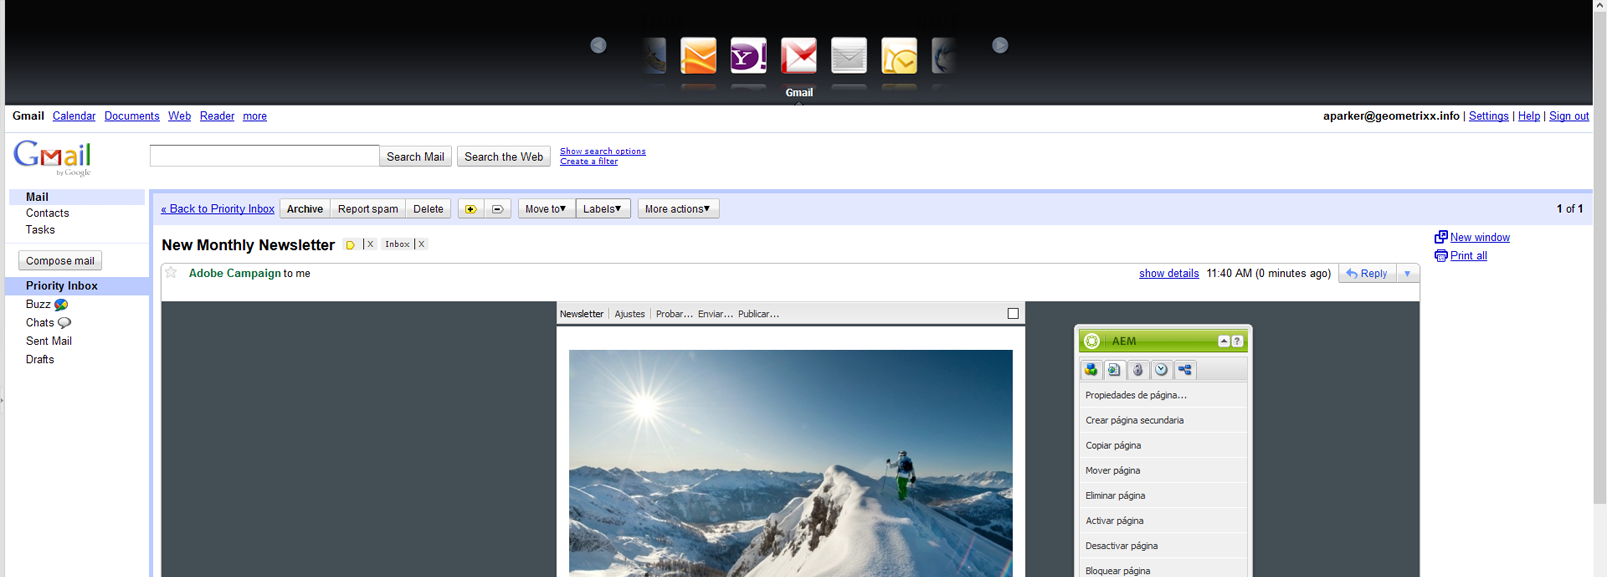 Y!
Gmail
Gmail Calendar Documents Web Reader more
aparker@geometrixx.info | Settings | Help | Sign out
Gmail
by Google
Search Mail Search the Web
Show search options
Create a filter
Mail
Contacts
Tasks
Compose mail
Priority Inbox
Buzz
Chats
Sent Mail
Drafts
« Back to Priority Inbox Archive Report spam Delete Move to▼ Labels▼ More actions▼ 1 of 1
New Monthly Newsletter | X Inbox | X
New window
Print all
Adobe Campaign to me show details 11:40 AM (0 minutes ago) Reply
Newsletter | Ajustes | Probar... Enviar... Publicar...
AEM ?
Propiedades de página...
Crear página secundaria
Copiar página
Mover página
Eliminar página
Activar página
Desactivar página
Bloquear página